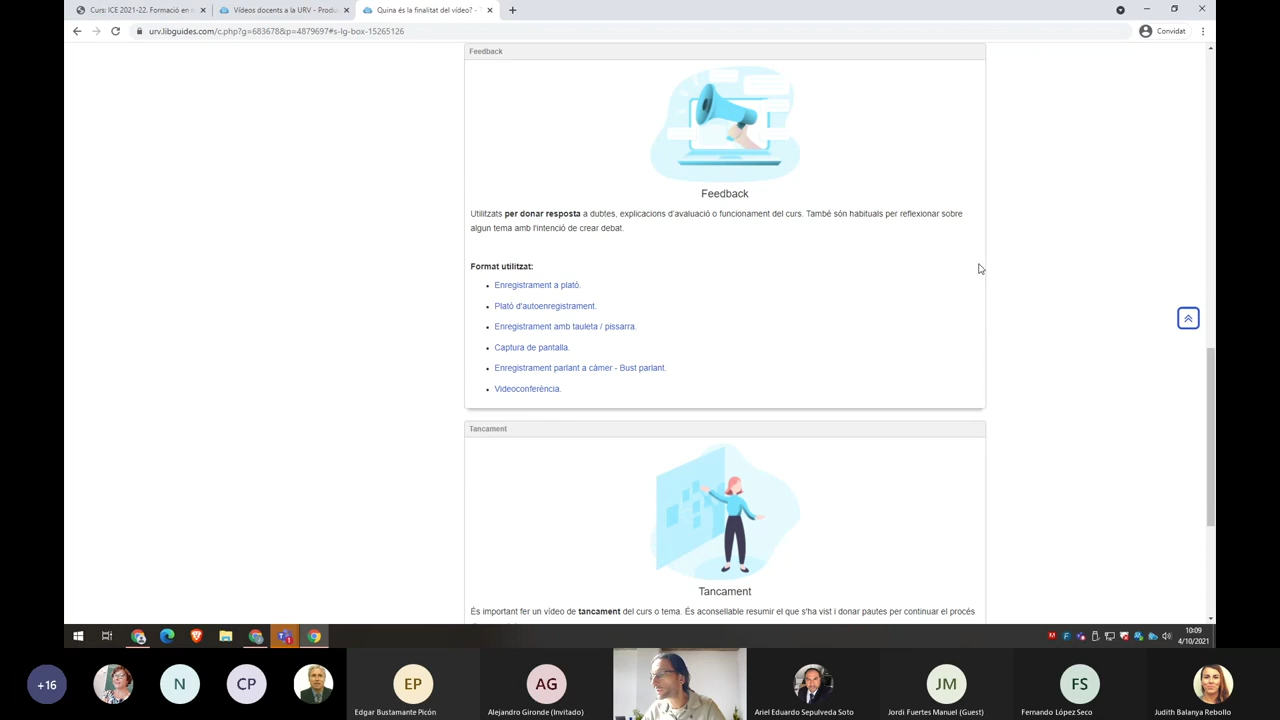 Curs: ICE 2021-22. Formació en n
Vídeos docents a la URV - Produ
Quina és la finalitat del vídeo? -
urv.libguides.com/c.php?g=683678&p=4879697#s-lg-box-15265126
Convidat
Feedback
Feedback
Utilitzats per donar resposta a dubtes, explicacions d'avaluació o funcionament del curs. També són habituals per reflexionar sobre
algun tema amb l'intenció de crear debat.
Format utilitzat:
Enregistrament a plató.
Plató d'autoenregistrament.
Enregistrament amb tauleta / pissarra.
Captura de pantalla.
Enregistrament parlant a càmer - Bust parlant.
Videoconferència.
Tancament
Tancament
És important fer un vídeo de tancament del curs o tema. És aconsellable resumir el que s'ha vist i donar pautes per continuar el procés
10:09
4/10/2021
+16
N
CP
EP
Edgar Bustamante Picón
AG
Alejandro Gironde (Invitado)
Ariel Eduardo Sepulveda Soto
JM
Jordi Fuertes Manuel (Guest)
FS
Fernando López Seco
Judith Balanya Rebollo